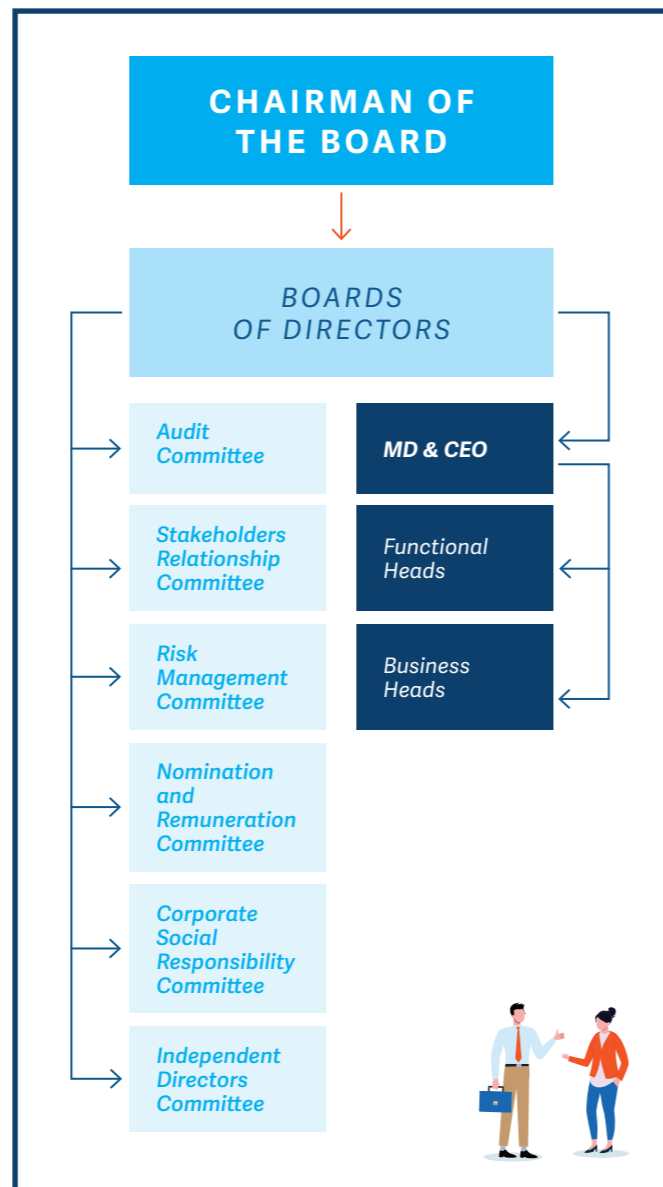 CHAIRMAN OF
THE BOARD
BOARDS
OF DIRECTORS
Audit
Committee
MD & CEO
Stakeholders
Relationship
Committee
Functional
Heads
Risk
Management
Committee
Business
Heads
Nomination
and
Remuneration
Committee
Corporate
Social
Responsibility
Committee
Independent
Directors
Committee